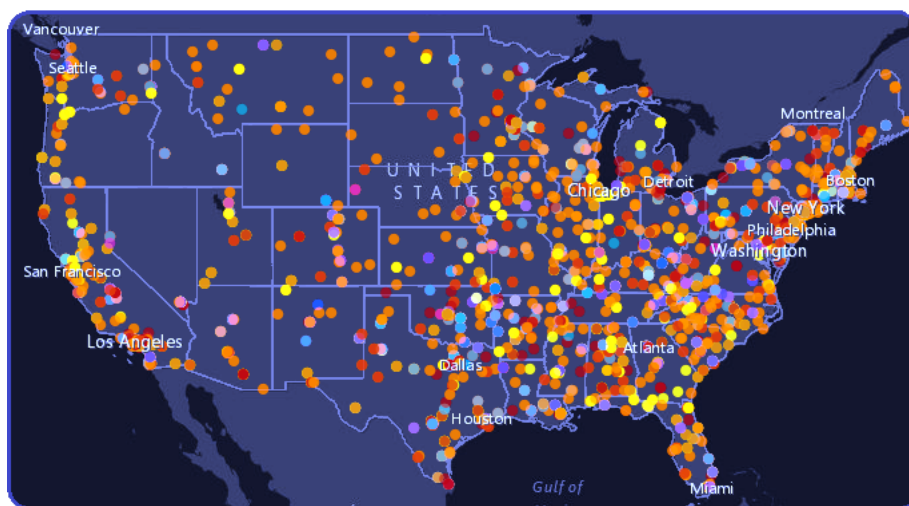 Vancouver
Seattle
Montreal
UNITED
STATES
Chicago
Detroit
Boston
New York
Philadelphia
Washington
San Francisco
Los Angeles
Atlanta
Dallas
Houston
Gulf of
Miami